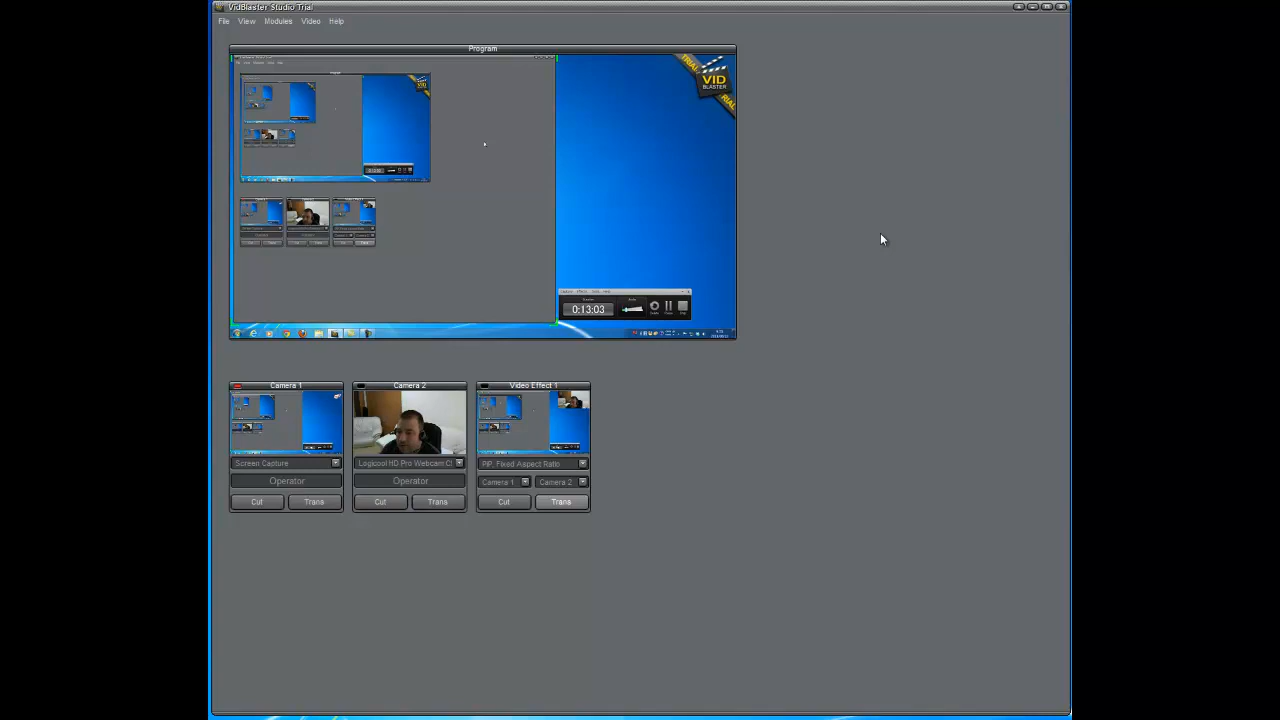 VidBlaster Studio Trial
File View Modules Video Help
Program
TRIAL VID BLASTER TRIAL
0:13:03
Camera 1 Camera 2 Video Effect 1
Screen Capture Logicool HD Pro Webcam C PIP, Fixed Aspect Ratio
Operator Operator Camera 1 Camera 2
Cut Trans Cut Trans Cut Trans